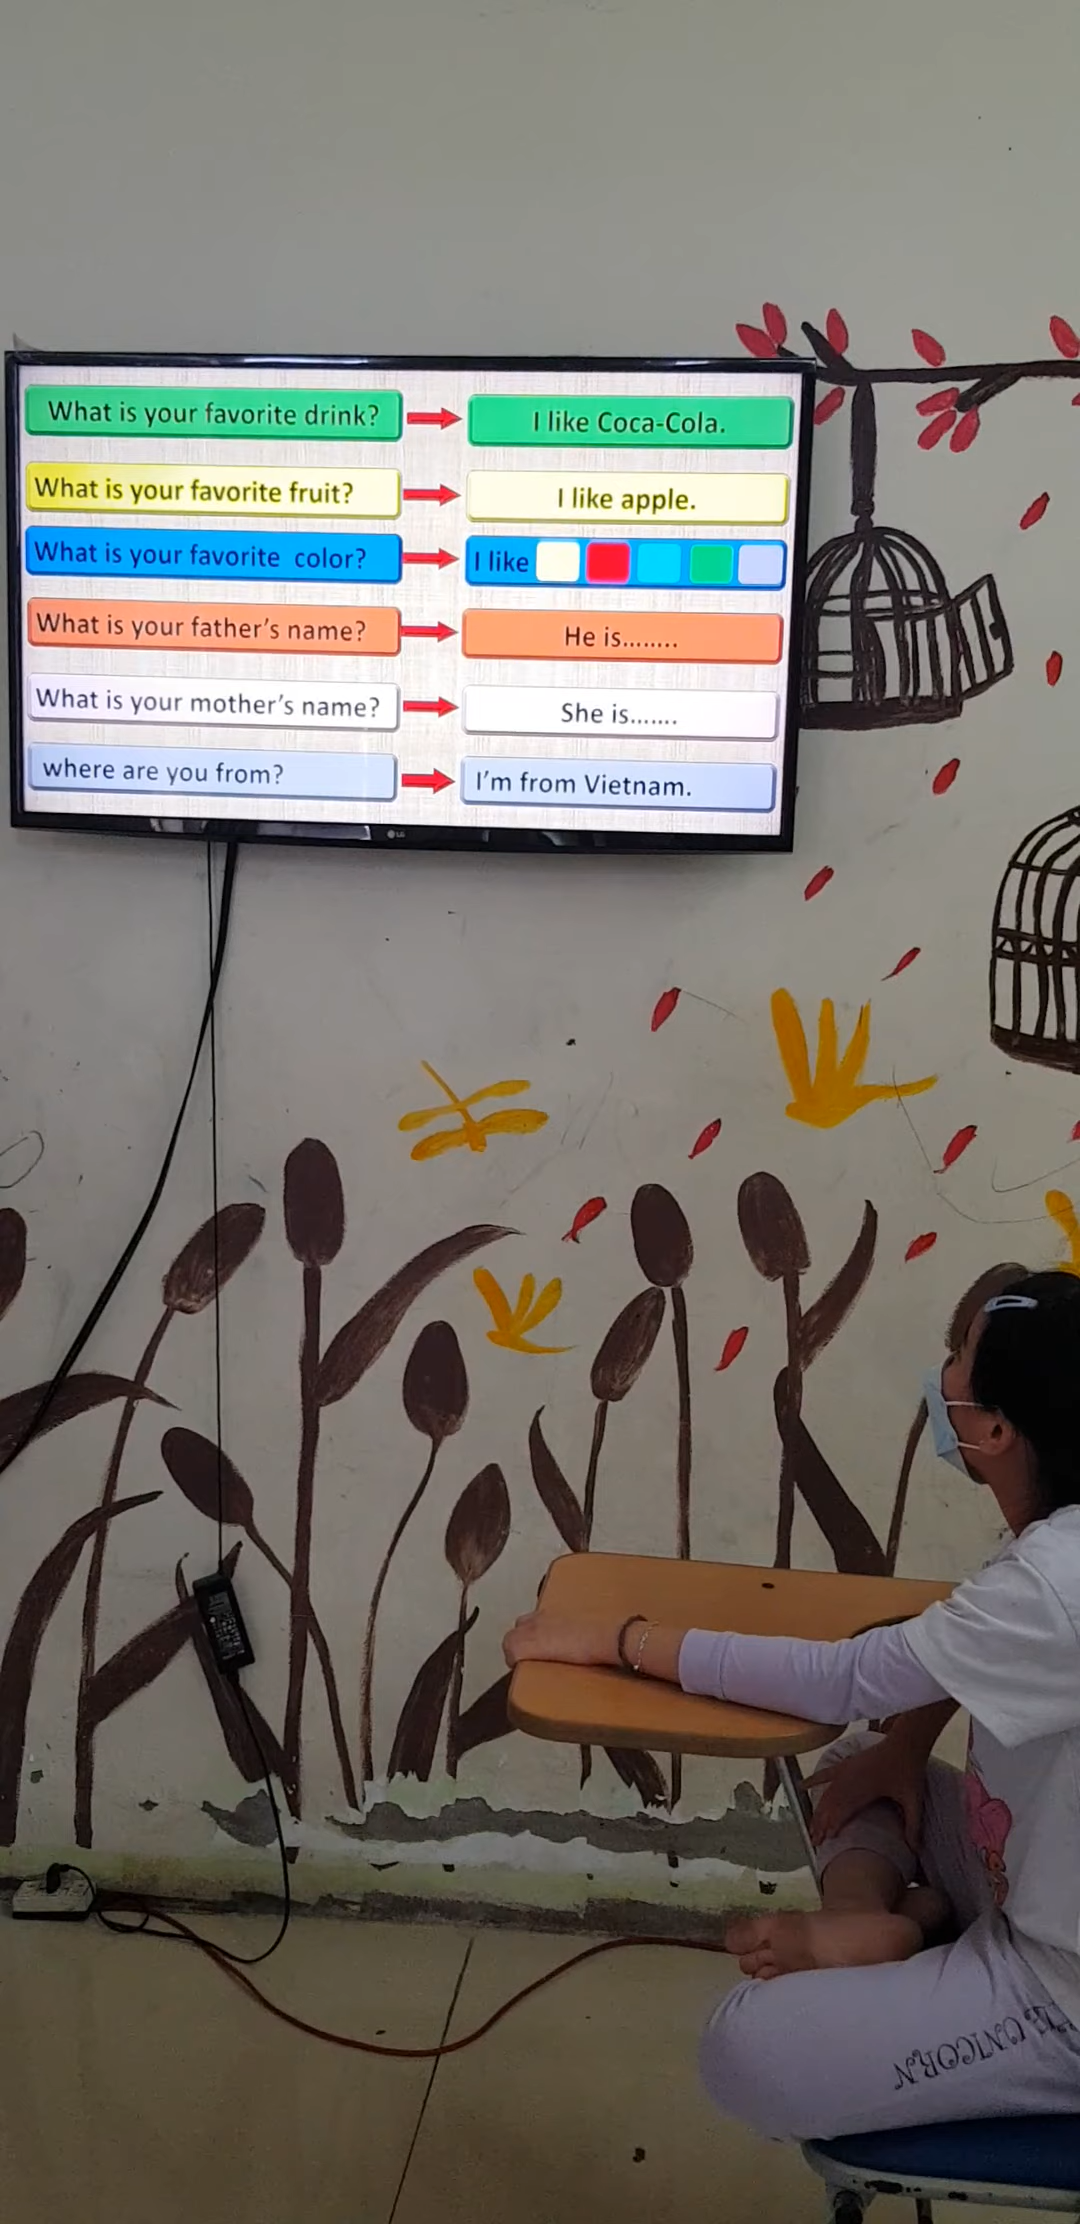 What is your favorite drink?
I like Coca-Cola.
What is your favorite fruit?
I like apple.
What is your favorite color?
I like
What is your father's name?
He is........
What is your mother's name?
She is.......
where are you from?
I'm from Vietnam.
LG
UNICORN